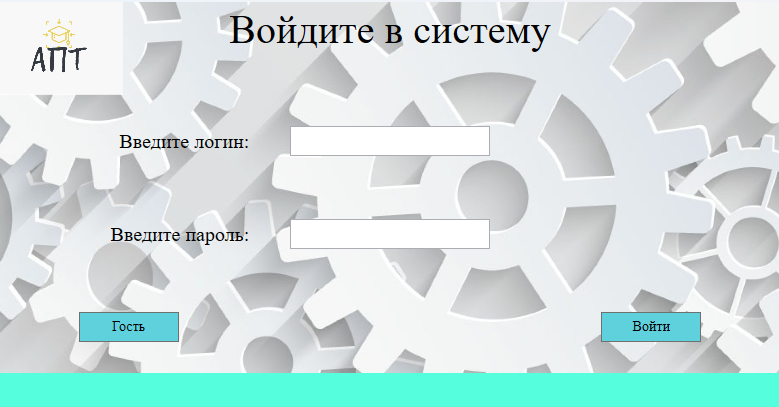 АПТ
Войдите в систему
Введите логин:
Введите пароль:
Гость
Войти